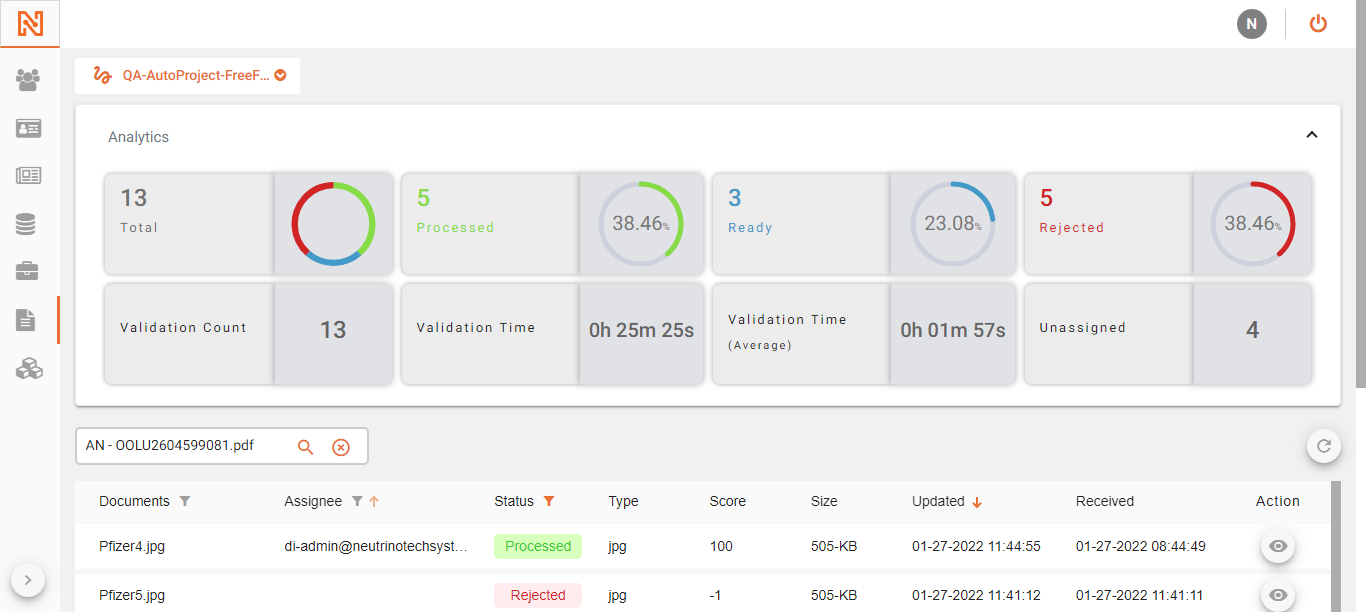 N
QA-AutoProject-FreeF...
Analytics
13
Total
5
Processed
38.46%
3
Ready
23.08%
5
Rejected
38.46%
Validation Count
13
Validation Time
0h 25m 25s
Validation Time
(Average)
0h 01m 57s
Unassigned
4
AN - OOLU2604599081.pdf
Documents Assignee Status Type Score Size Updated Received Action
Pfizer4.jpg di-admin@neutrinotechsyst... Processed jpg 100 505-KB 01-27-2022 11:44:55 01-27-2022 08:44:49
Pfizer5.jpg Rejected jpg -1 505-KB 01-27-2022 11:41:12 01-27-2022 11:41:11